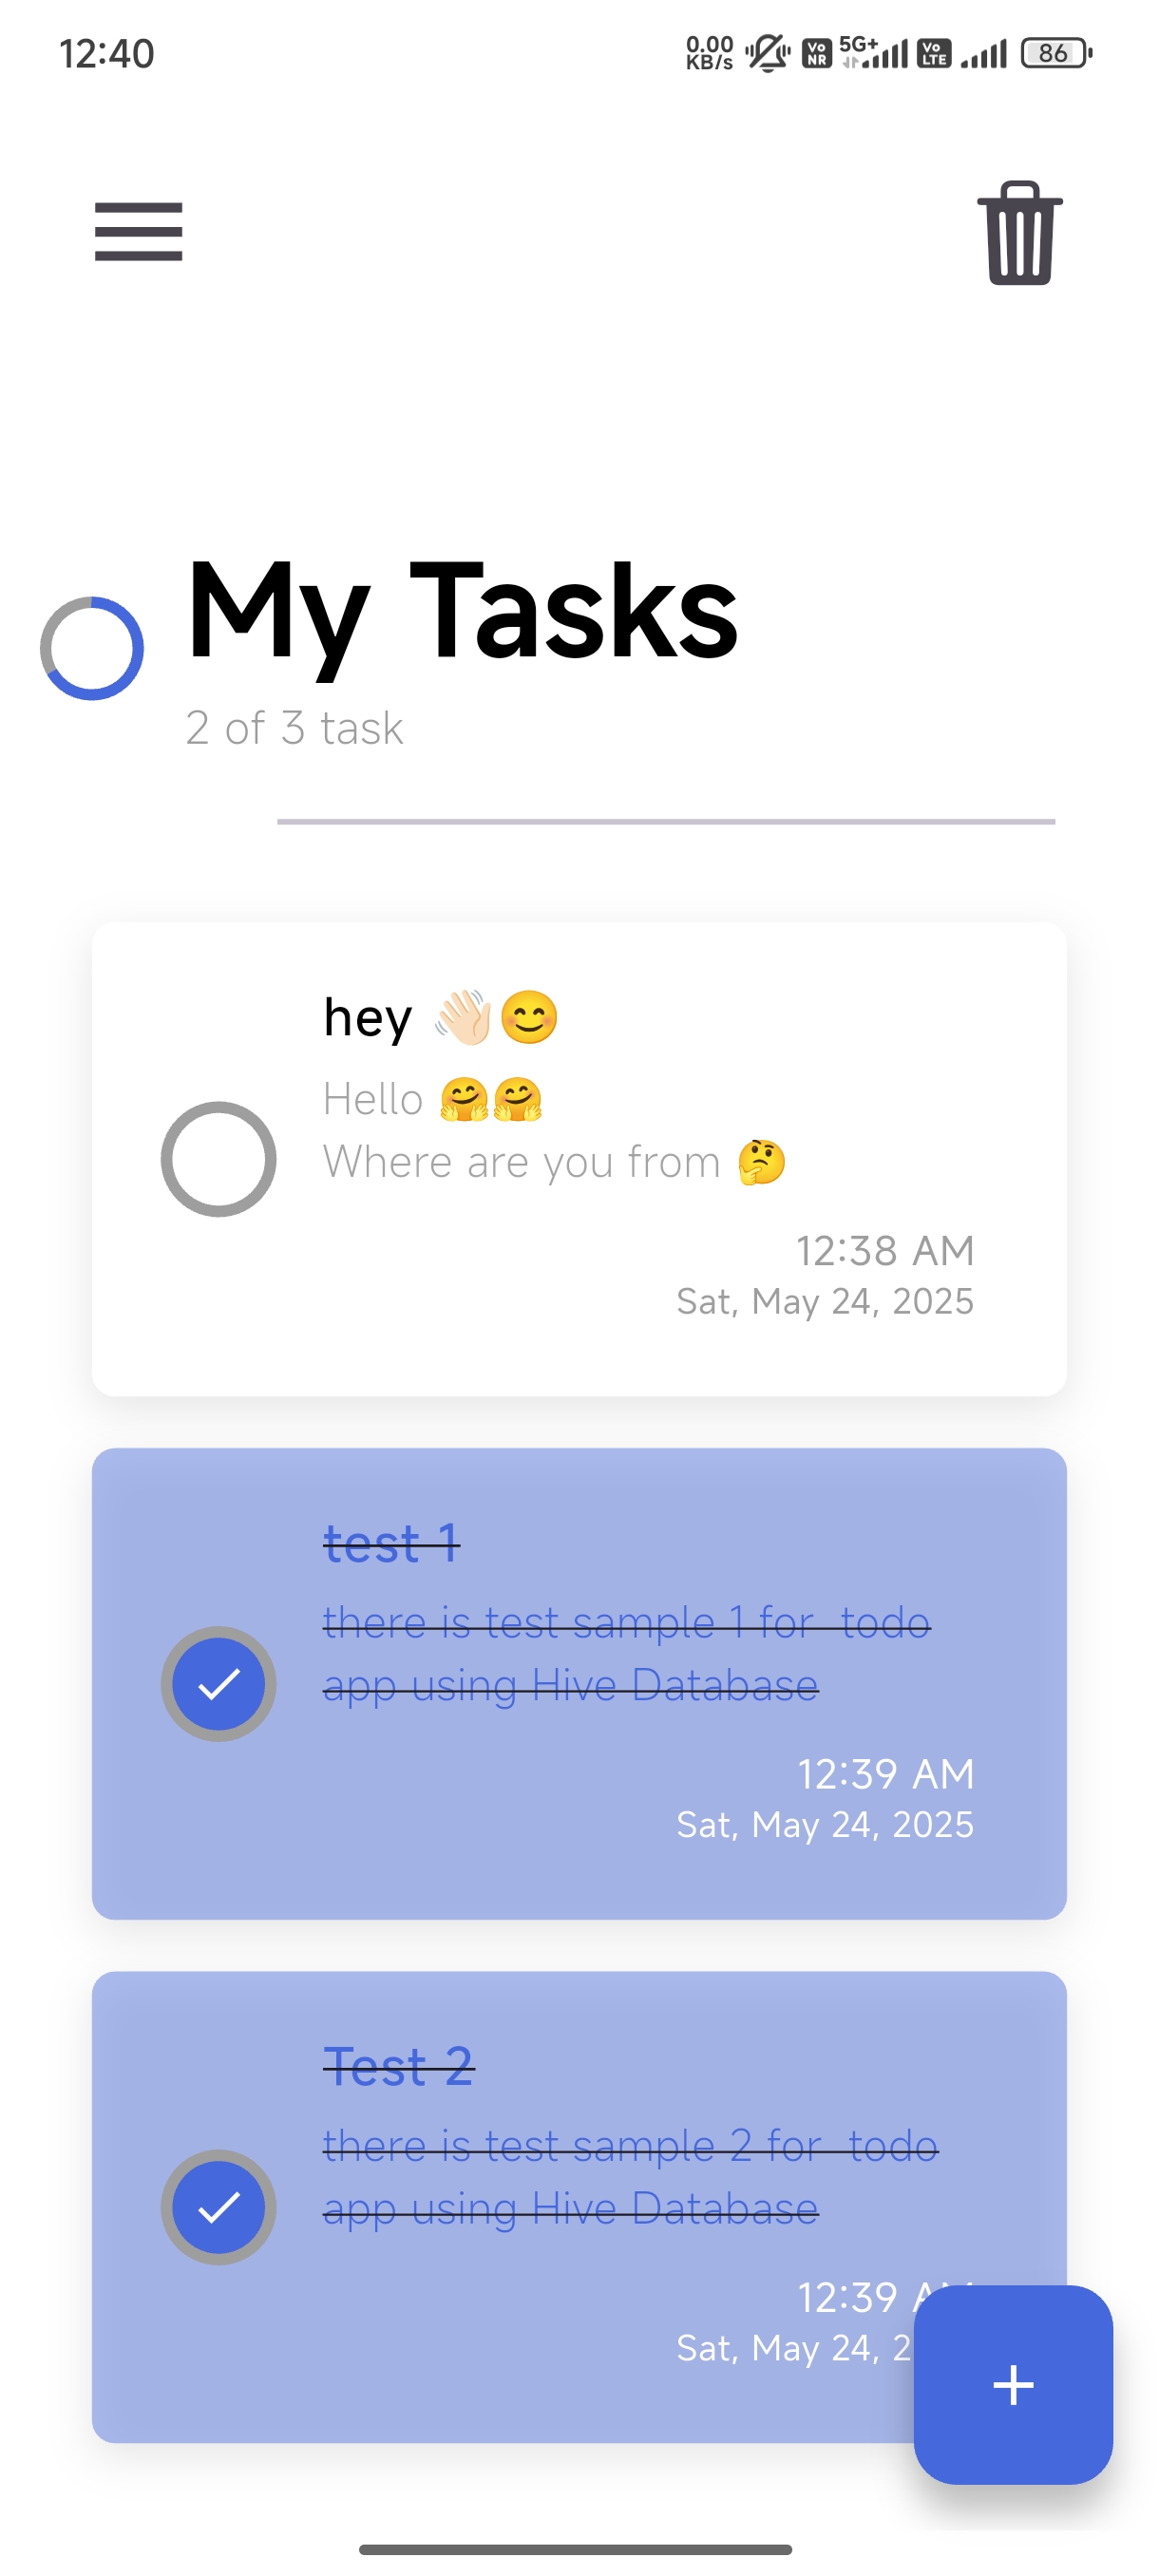 12:40
0.00 KB/s Vo NR 5G+ Vo LTE 86
My Tasks
2 of 3 task
hey 👋🏻😊
Hello 🤗🤗
Where are you from 🤔
12:38 AM
Sat, May 24, 2025
test 1
there is test sample 1 for  todo
app using Hive Database
12:39 AM
Sat, May 24, 2025
Test 2
there is test sample 2 for  todo
app using Hive Database
12:39
Sat, May 24,
+